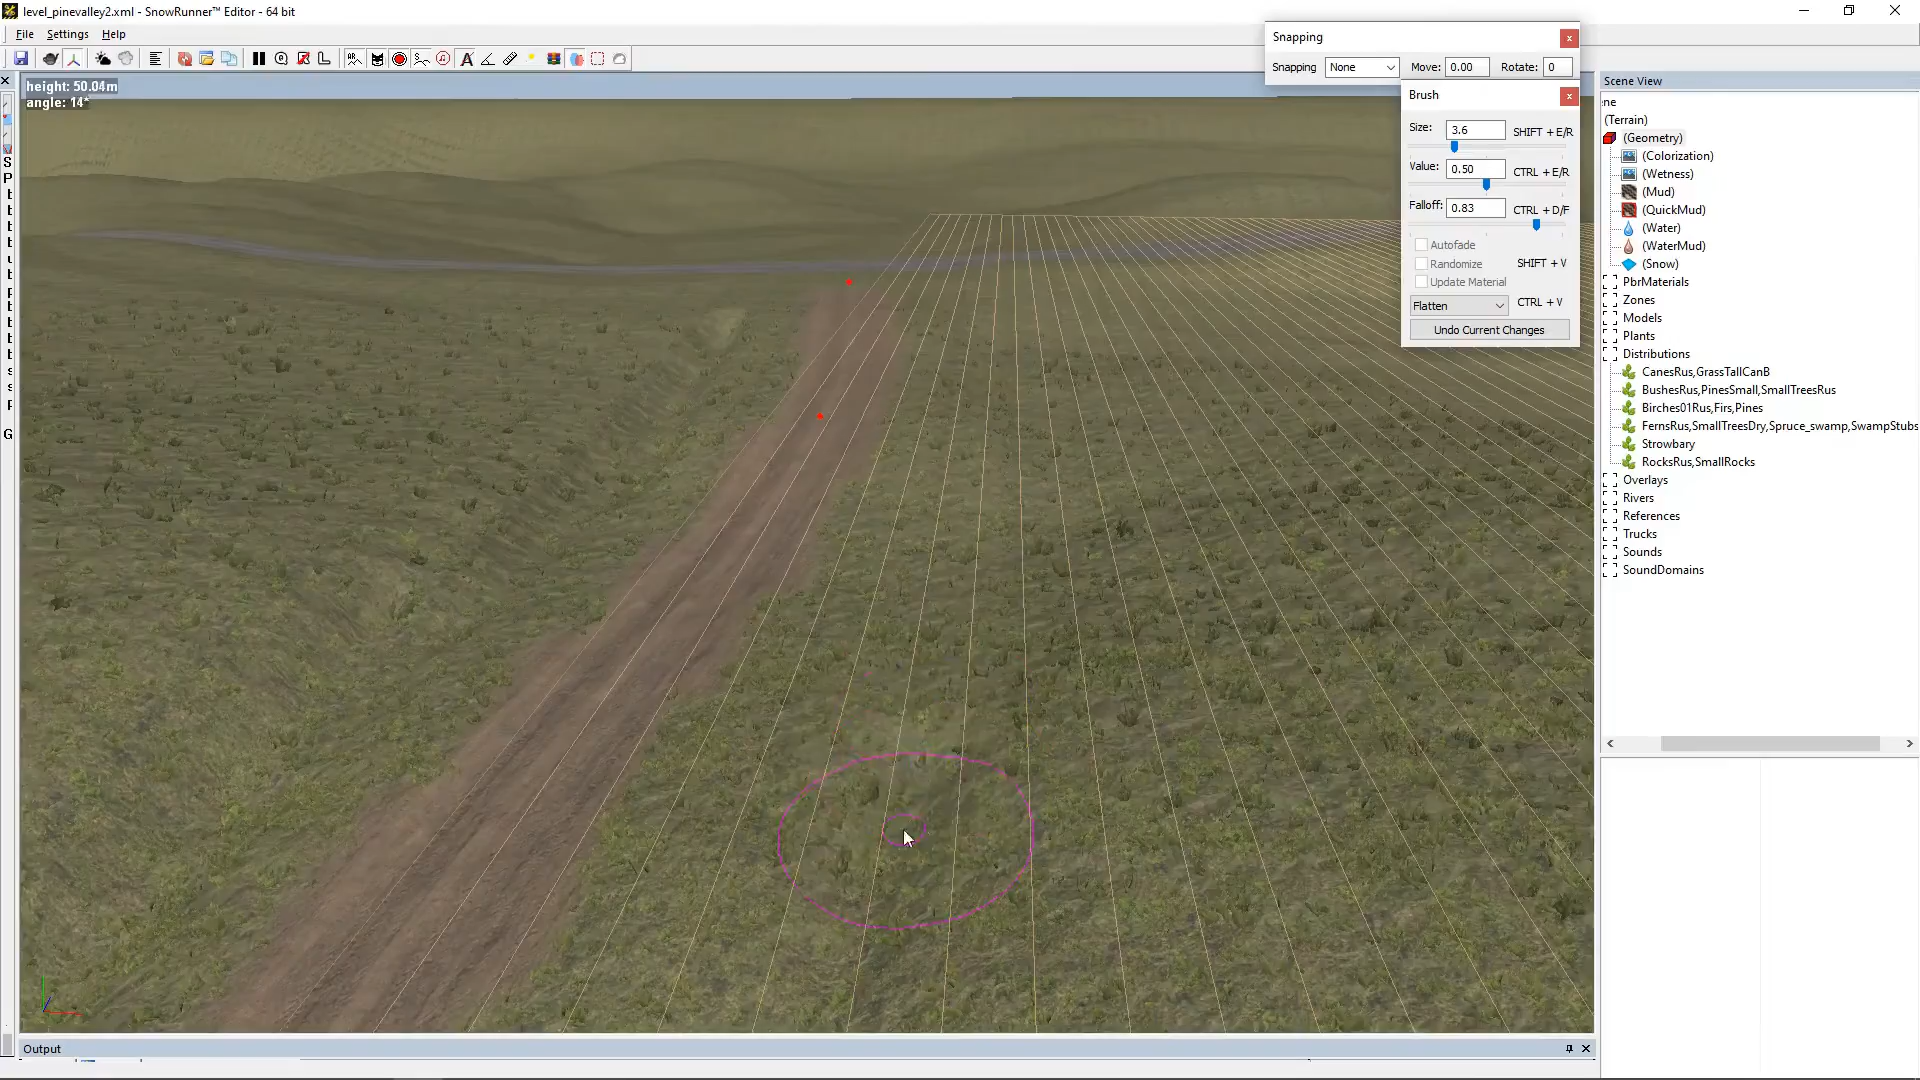 level_pinevalley2.xml - SnowRunner™ Editor - 64 bit
File Settings Help
height: 50.04m
angle: 14°
Snapping
Snapping None Move: 0.00 Rotate: 0
Brush
Size: 3.6 SHIFT + E/R
Value: 0.50 CTRL + E/R
Falloff: 0.83 CTRL + D/F
Autofade
Randomize SHIFT + V
Update Material
Flatten CTRL + V
Undo Current Changes
Scene View
ne
(Terrain)
(Geometry)
(Colorization)
(Wetness)
(Mud)
(QuickMud)
(Water)
(WaterMud)
(Snow)
PbrMaterials
Zones
Models
Plants
Distributions
CanesRus,GrassTallCanB
BushesRus,PinesSmall,SmallTreesRus
Birches01Rus,Firs,Pines
FernsRus,SmallTreesDry,Spruce_swamp,SwampStubs
Strowbary
RocksRus,SmallRocks
Overlays
Rivers
References
Trucks
Sounds
SoundDomains
S
P
G
Output